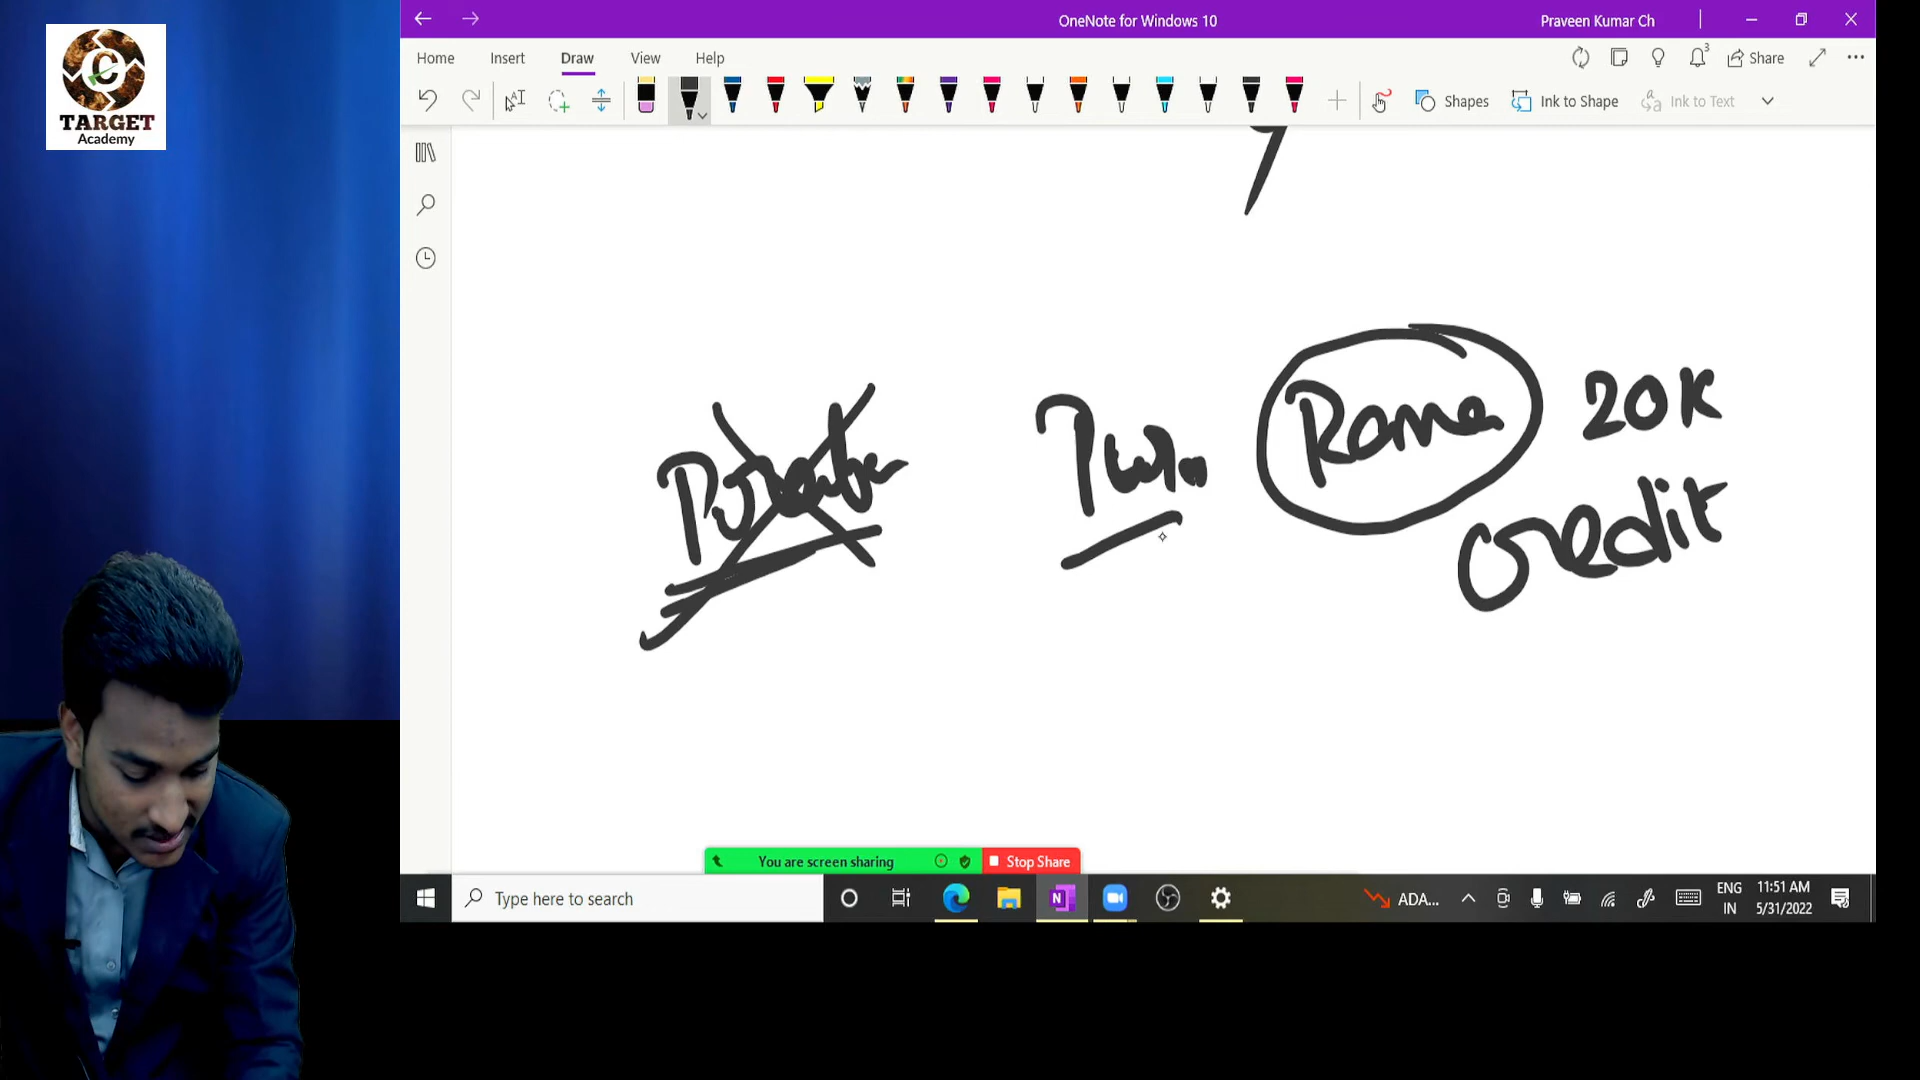 TARGET
Academy
OneNote for Windows 10
Praveen Kumar Ch
Home Insert Draw View Help
3
Share
Shapes
Ink to Shape
Ink to Text
Rama 20K
Credit
You are screen sharing
Stop Share
Type here to search
ADA...
ENG
IN
11:51 AM
5/31/2022